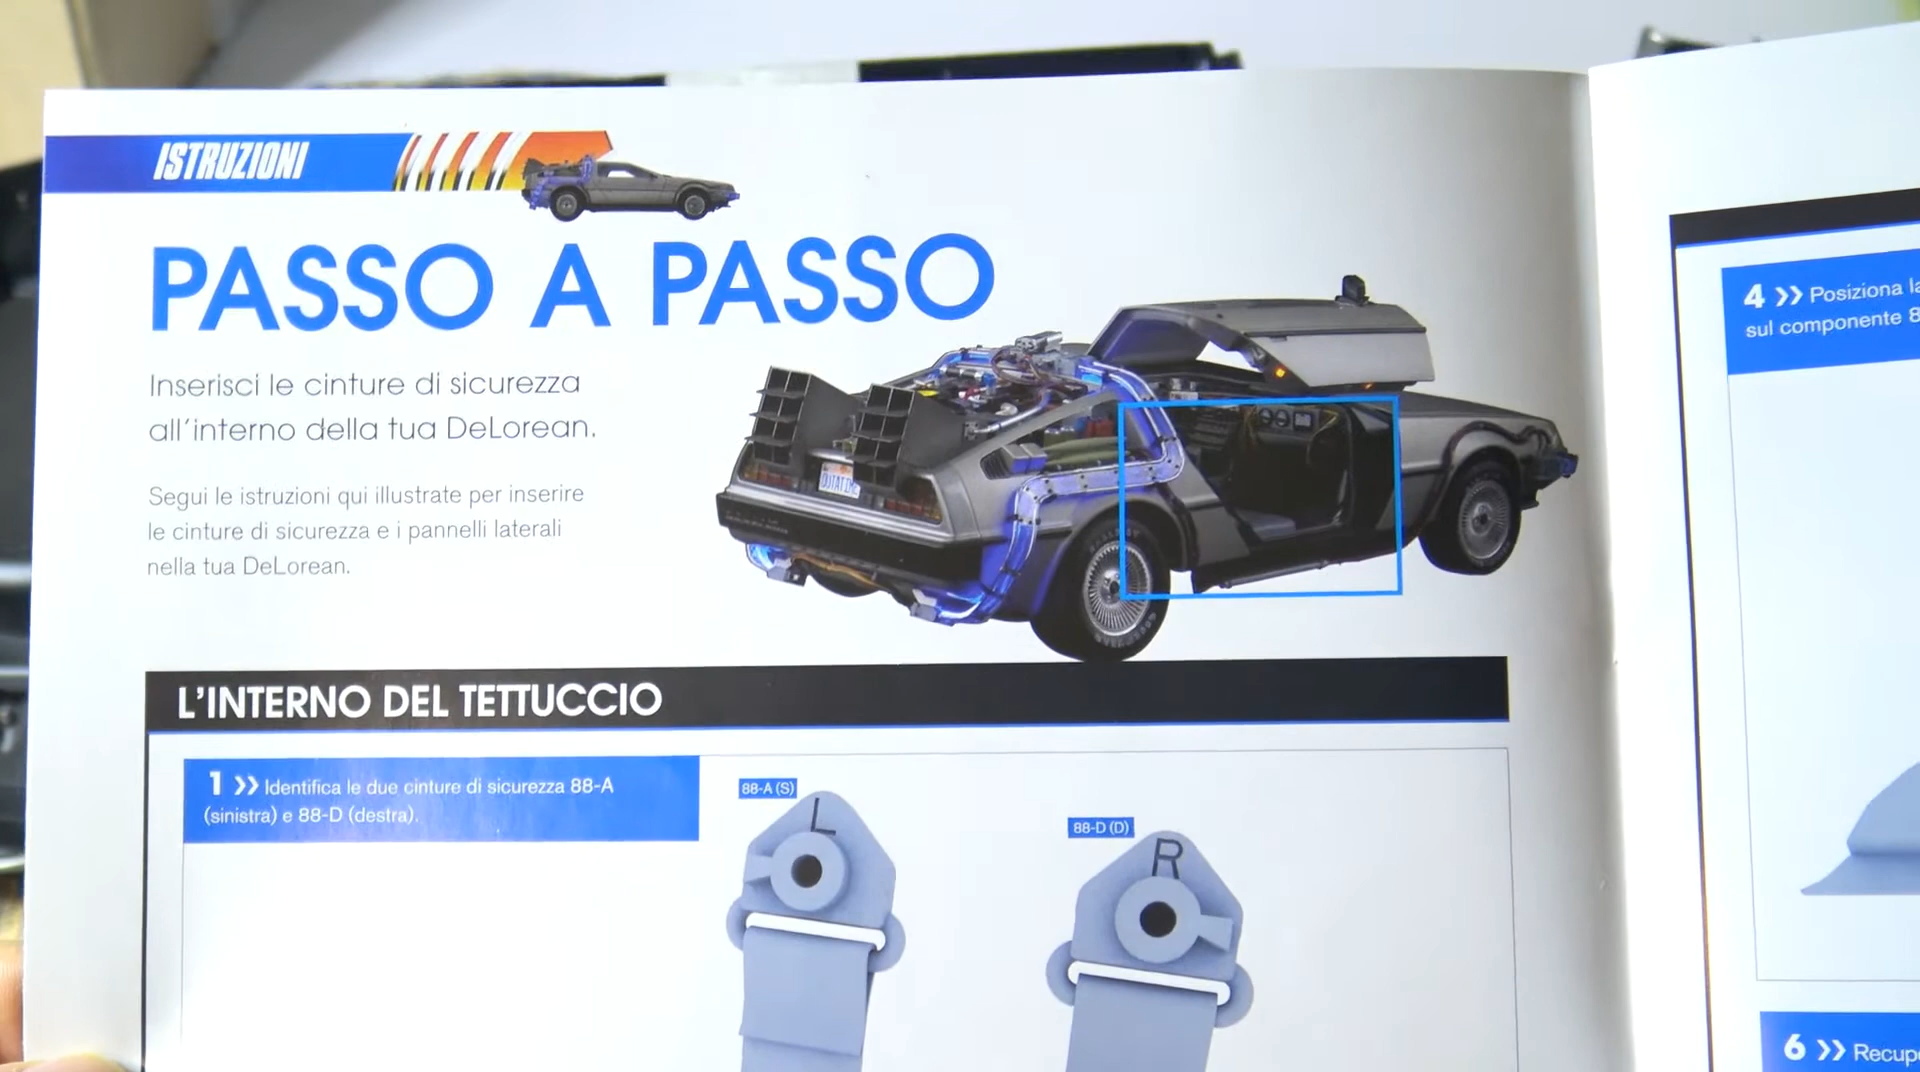 ISTRUZIONI
PASSO A PASSO
Inserisci le cinture di sicurezza
all'interno della tua DeLorean.
Segui le istruzioni qui illustrate per inserire
le cinture di sicurezza e i pannelli laterali
nella tua DeLorean.
OUTATIME
L'INTERNO DEL TETTUCCIO
1 >> Identifica le due cinture di sicurezza 88-A
(sinistra) e 88-D (destra).
88-A (S)
L
88-D (D)
R
4 >> Posiziona la
sul componente 8
6 >> Recupe